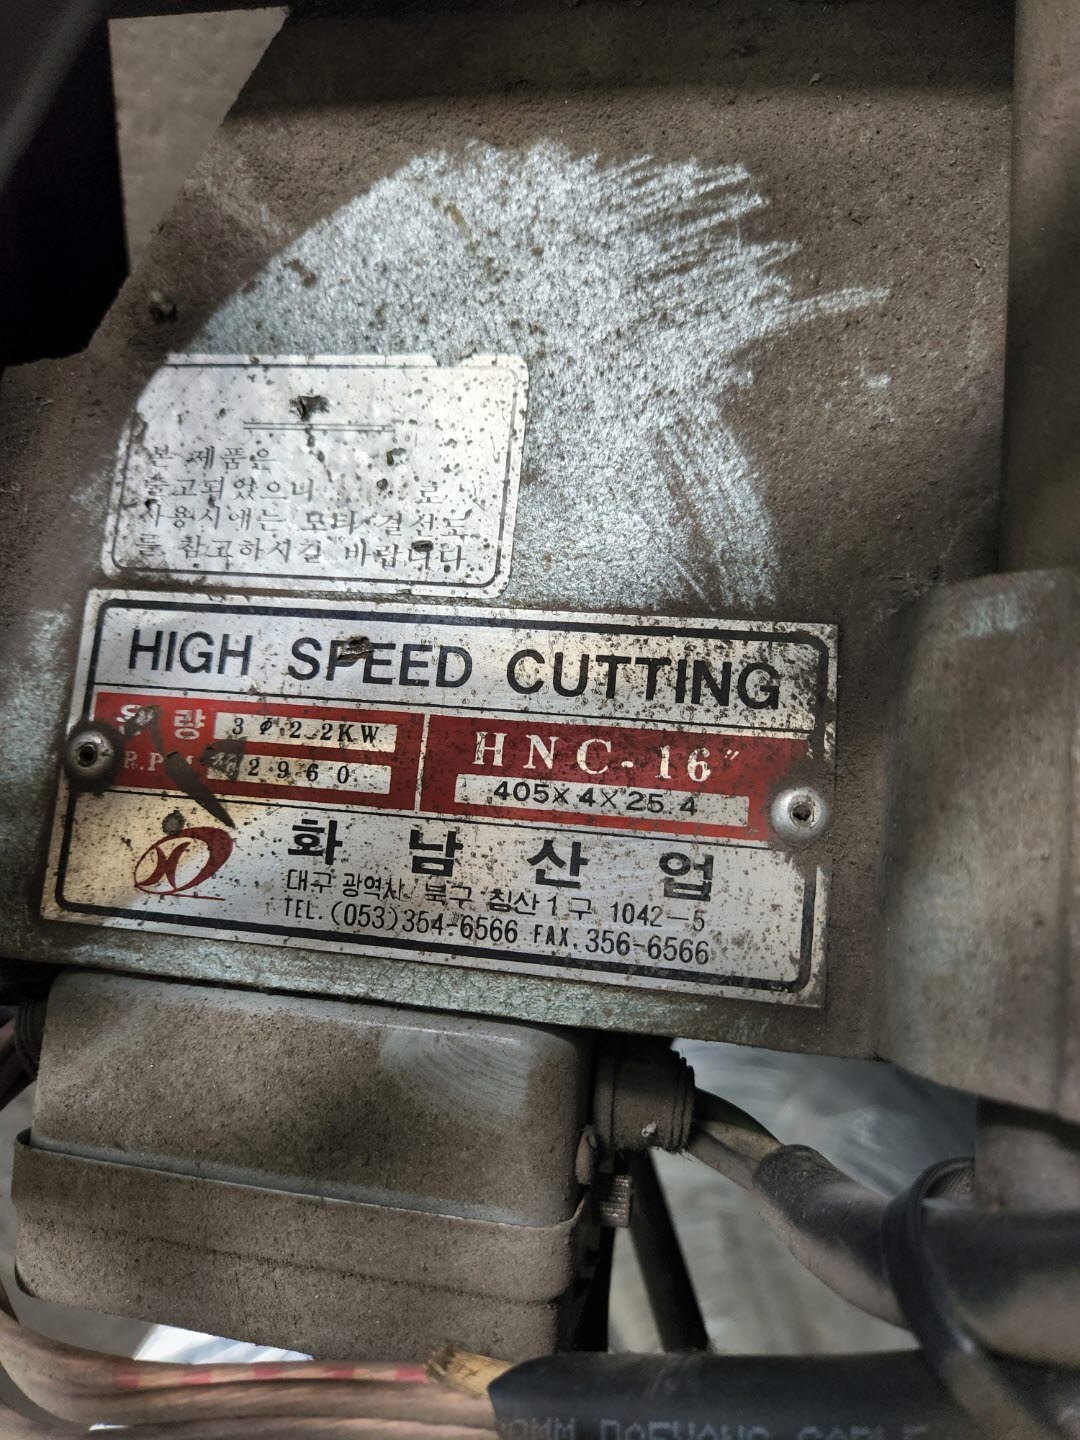 본 제품은
출고되었으니 로
사용시에는 모타 결선도
를 참고하시길 바랍니다
HIGH SPEED CUTTING
용량 3Φ 2.2KW
R.P.M 2960
HNC-16″
405×4×25.4
화남산업
대구 광역시 북구 침산1구 1042-5
TEL.(053)354-6566 FAX.356-6566